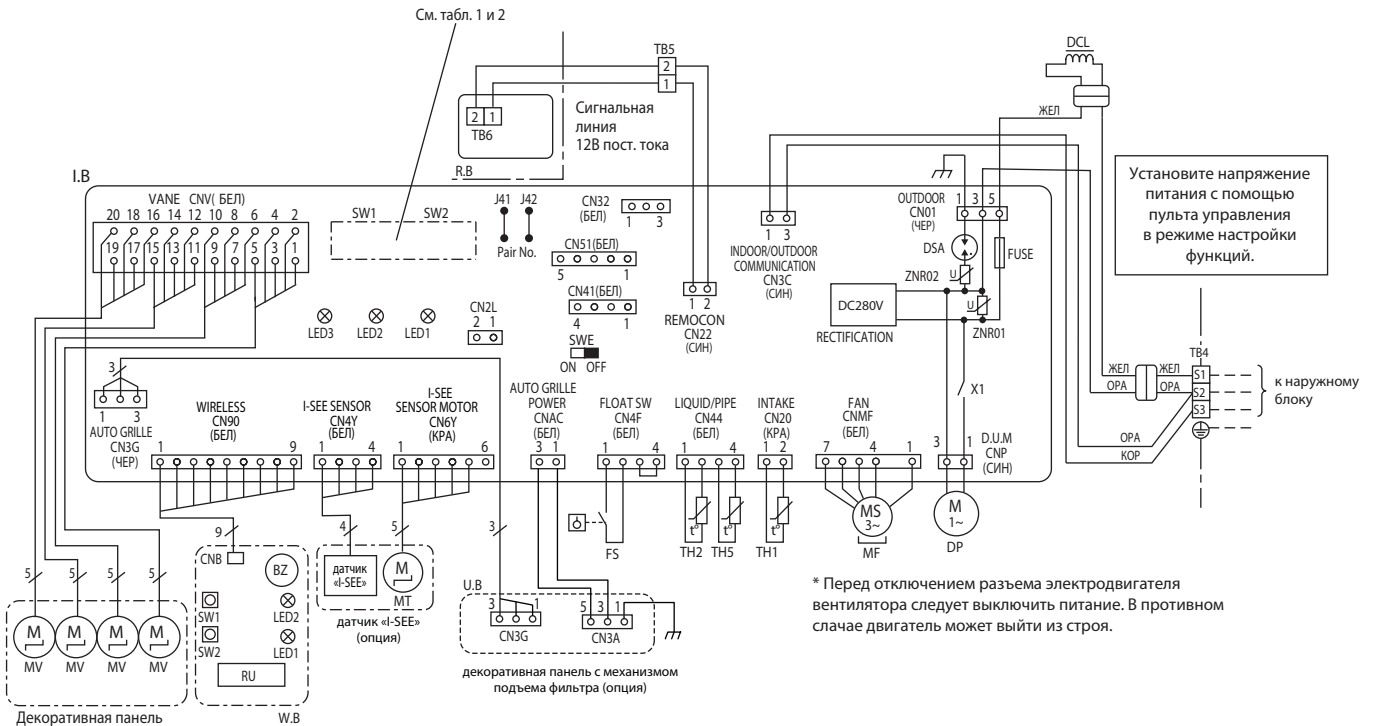 См. табл. 1 и 2
DCL
TB5
2
1
ЖЕЛ
2 1
TB6
Сигнальная
линия
12В пост. тока
R.B
I.B
Установите напряжение
питания с помощью
пульта управления
в режиме настройки
функций.
VANE CNV( БЕЛ)
20 18 16 14 12 10 8 6 4 2
19 17 15 13 11 9 7 5 3 1
SW1 SW2
J41 J42
Pair No.
CN32
(БЕЛ)
1 3
CN51(БЕЛ)
5 1
CN41(БЕЛ)
4 1
SWE
ON OFF
1 3
INDOOR/OUTDOOR
COMMUNICATION
CN3C
(СИН)
OUTDOOR
CN01
(ЧЕР)
1 3 5
DSA
FUSE
ZNR02
U
U
ZNR01
DC280V
RECTIFICATION
1 2
REMOCON
CN22
(СИН)
LED3 LED2 LED1
CN2L
2 1
X1
TB4
ЖЕЛ ЖЕЛ S1
ОРА ОРА S2
S3
к наружному
блоку
ОРА
КОР
3
1 3
AUTO GRILLE
CN3G
(ЧЕР)
WIRELESS
CN90
(БЕЛ)
1 9
I-SEE SENSOR
CN4Y
(БЕЛ)
1 4
I-SEE
SENSOR MOTOR
CN6Y
(КРА)
1 6
AUTO GRILLE
POWER
CNAC
(БЕЛ)
3 1
FLOAT SW
CN4F
(БЕЛ)
1 4
LIQUID/PIPE
CN44
(БЕЛ)
1 4
INTAKE
CN20
(КРА)
1 2
FAN
CNMF
(БЕЛ)
7 4 1
3 1
D.U.M
CNP
(СИН)
9
4
5
3
FS
t° t° t°
TH2 TH5 TH1
MS
3~
MF
M
1~
DP
5 5 5 5
M M M M
MV MV MV MV
Декоративная панель
CNB
BZ
SW1
LED2
SW2
LED1
RU
W.B
датчик
«I-SEE»
M
MT
датчик «I-SEE»
(опция)
U.B
3 1
CN3G
5 3 1
CN3A
декоративная панель с механизмом
подъема фильтра (опция)
* Перед отключением разъема электродвигателя
вентилятора следует выключить питание. В противном
слачае двигатель может выйти из строя.